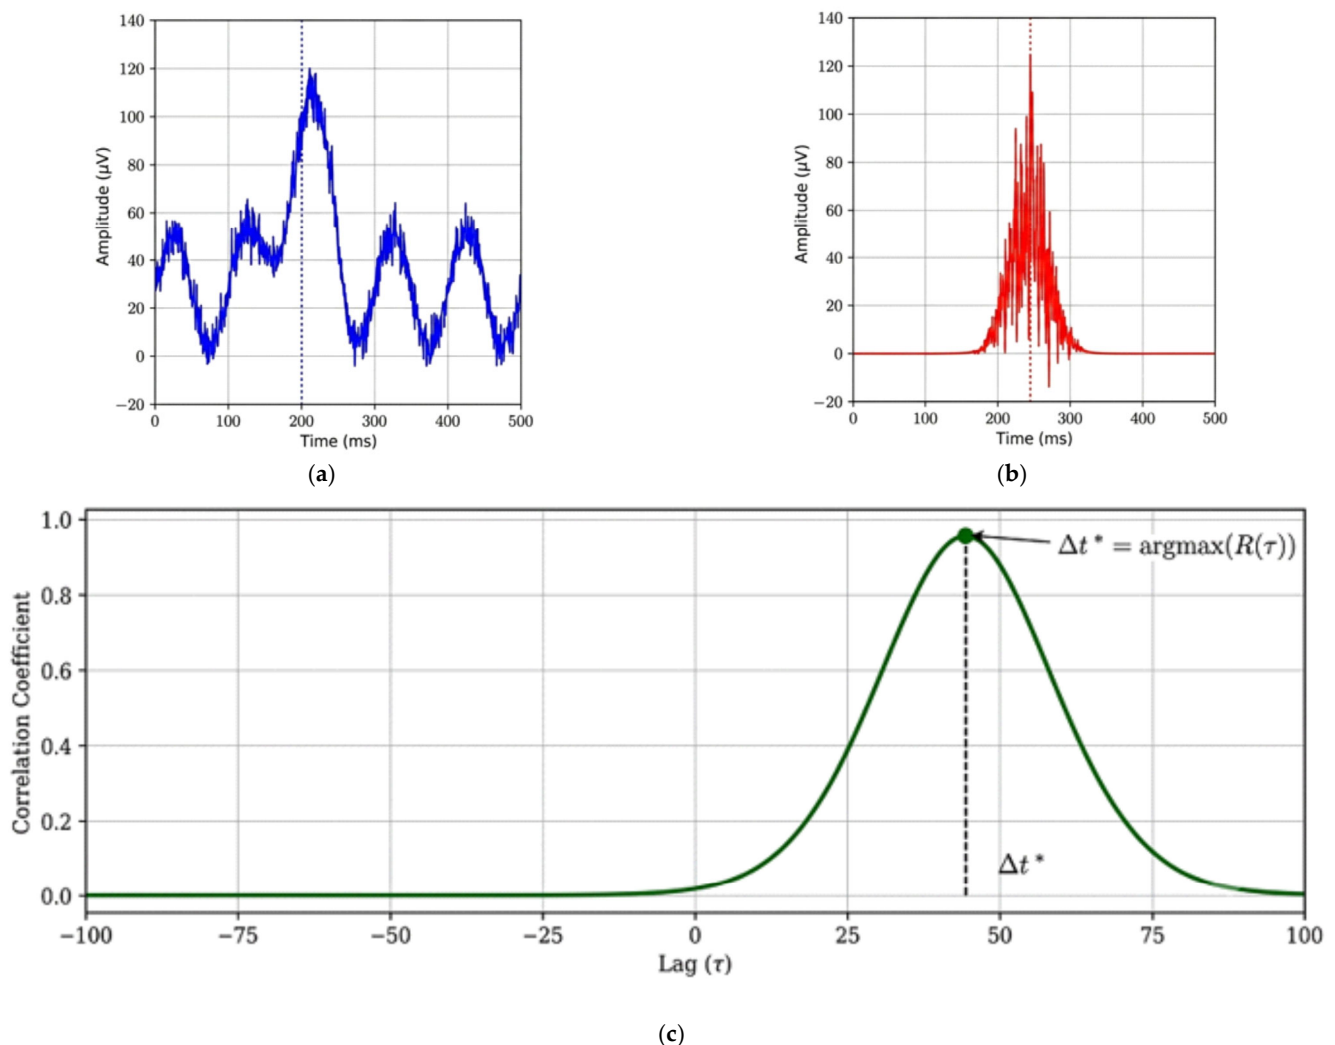 140
120
100
80
60
40
20
0
−20
Amplitude (μV)
0 100 200 300 400 500
Time (ms)
(a)
140
120
100
80
60
40
20
0
−20
Amplitude (μV)
0 100 200 300 400 500
Time (ms)
(b)
1.0
0.8
0.6
0.4
0.2
0.0
Correlation Coefficient
Δt* = argmax(R(τ))
Δt*
−100 −75 −50 −25 0 25 50 75 100
Lag (τ)
(c)